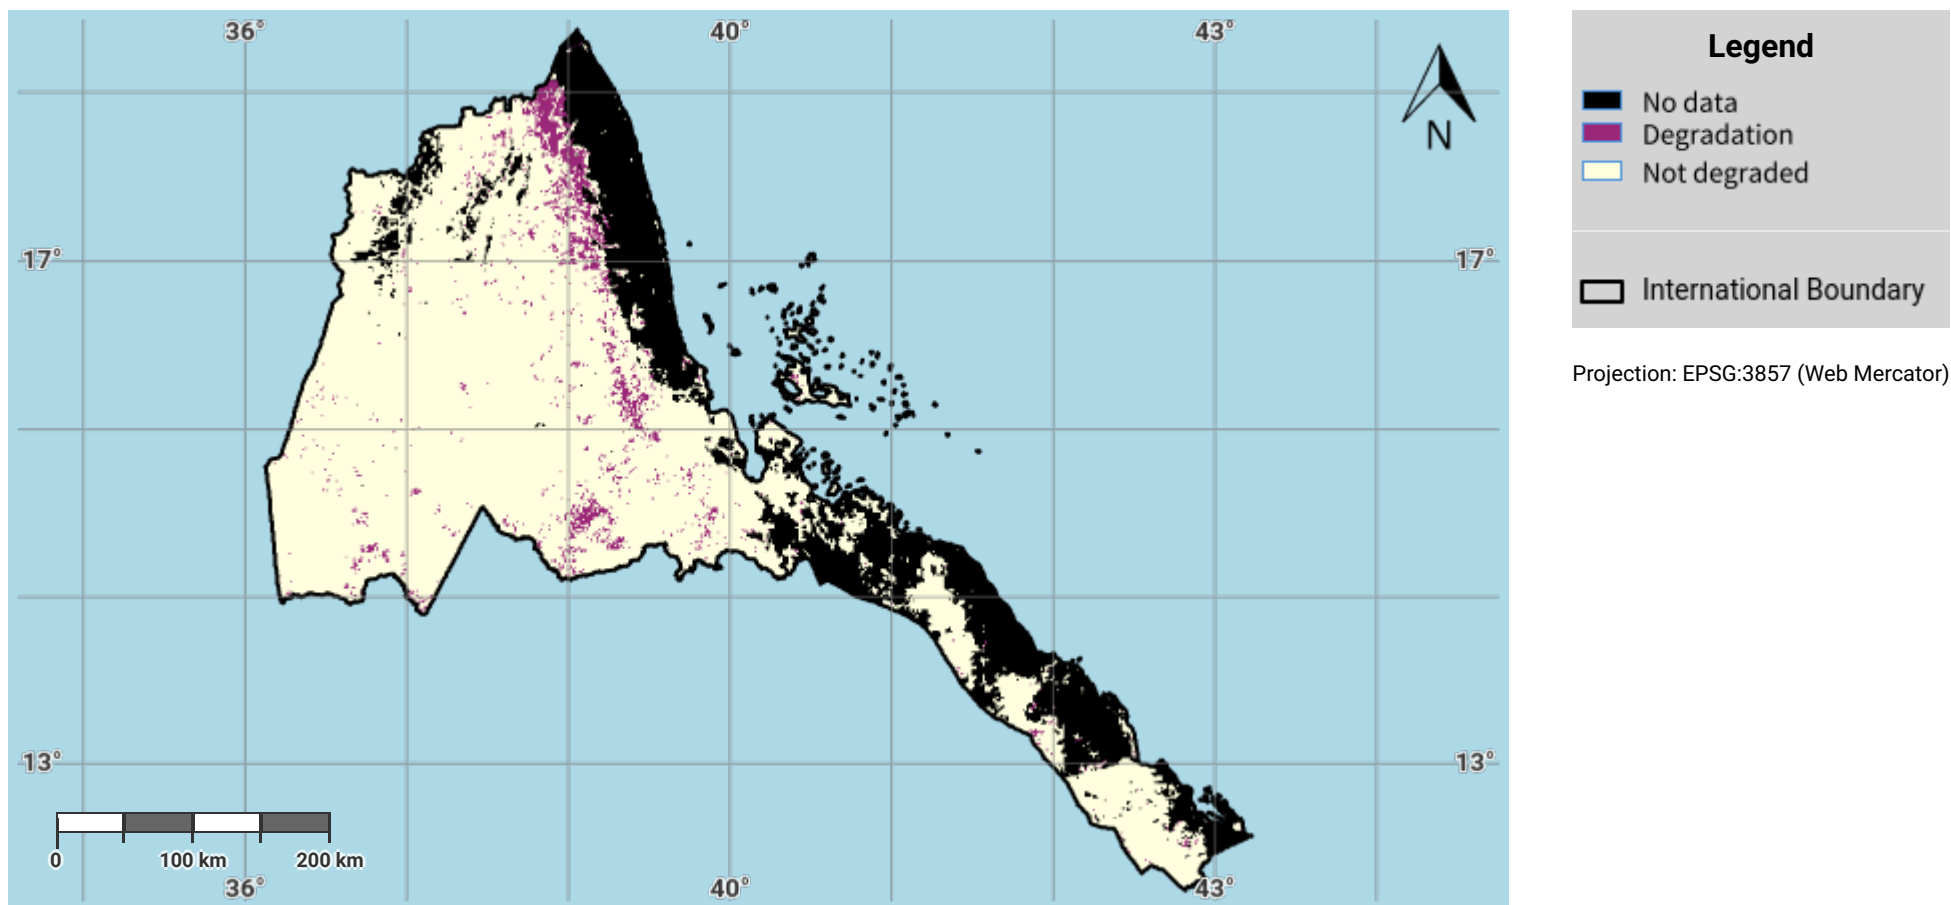 36° 40° 43°
N
17° 17°
13° 13°
0 100 km 200 km
36° 40° 43°
Legend
No data
Degradation
Not degraded
International Boundary
Projection: EPSG:3857 (Web Mercator)